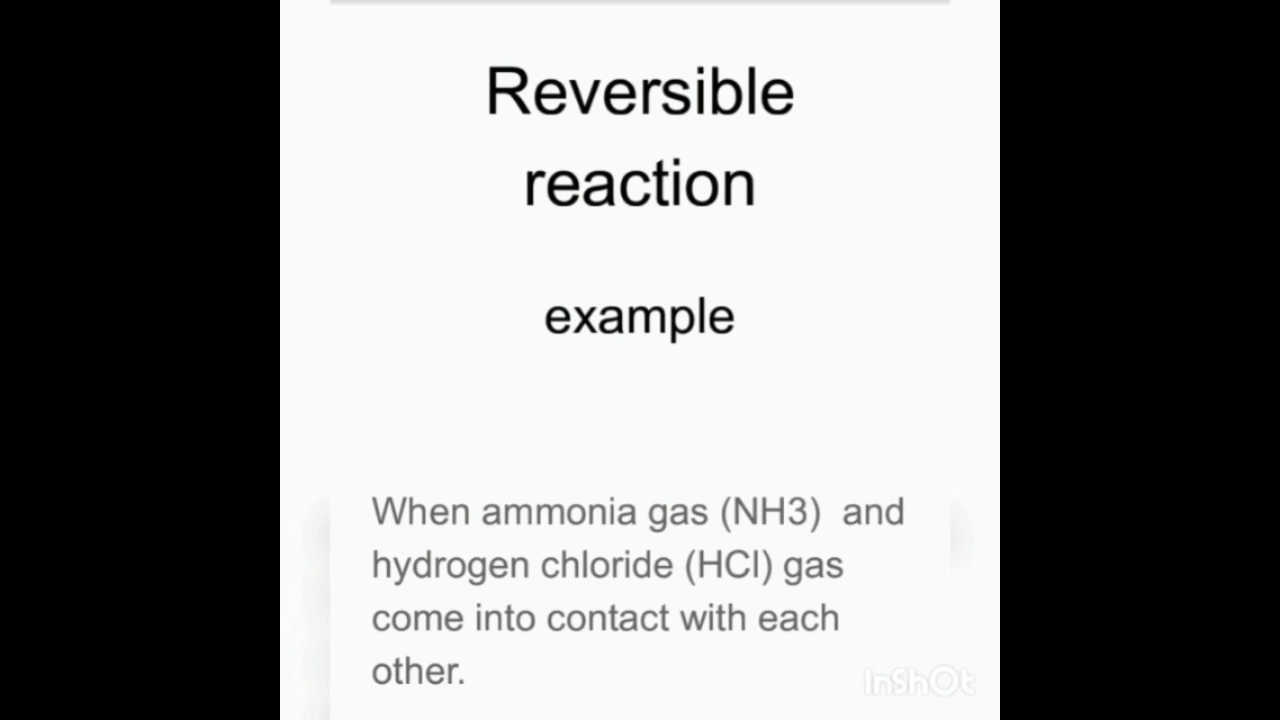 Reversible
reaction
example
When ammonia gas (NH3)  and
hydrogen chloride (HCl) gas
come into contact with each
other.
InShOt